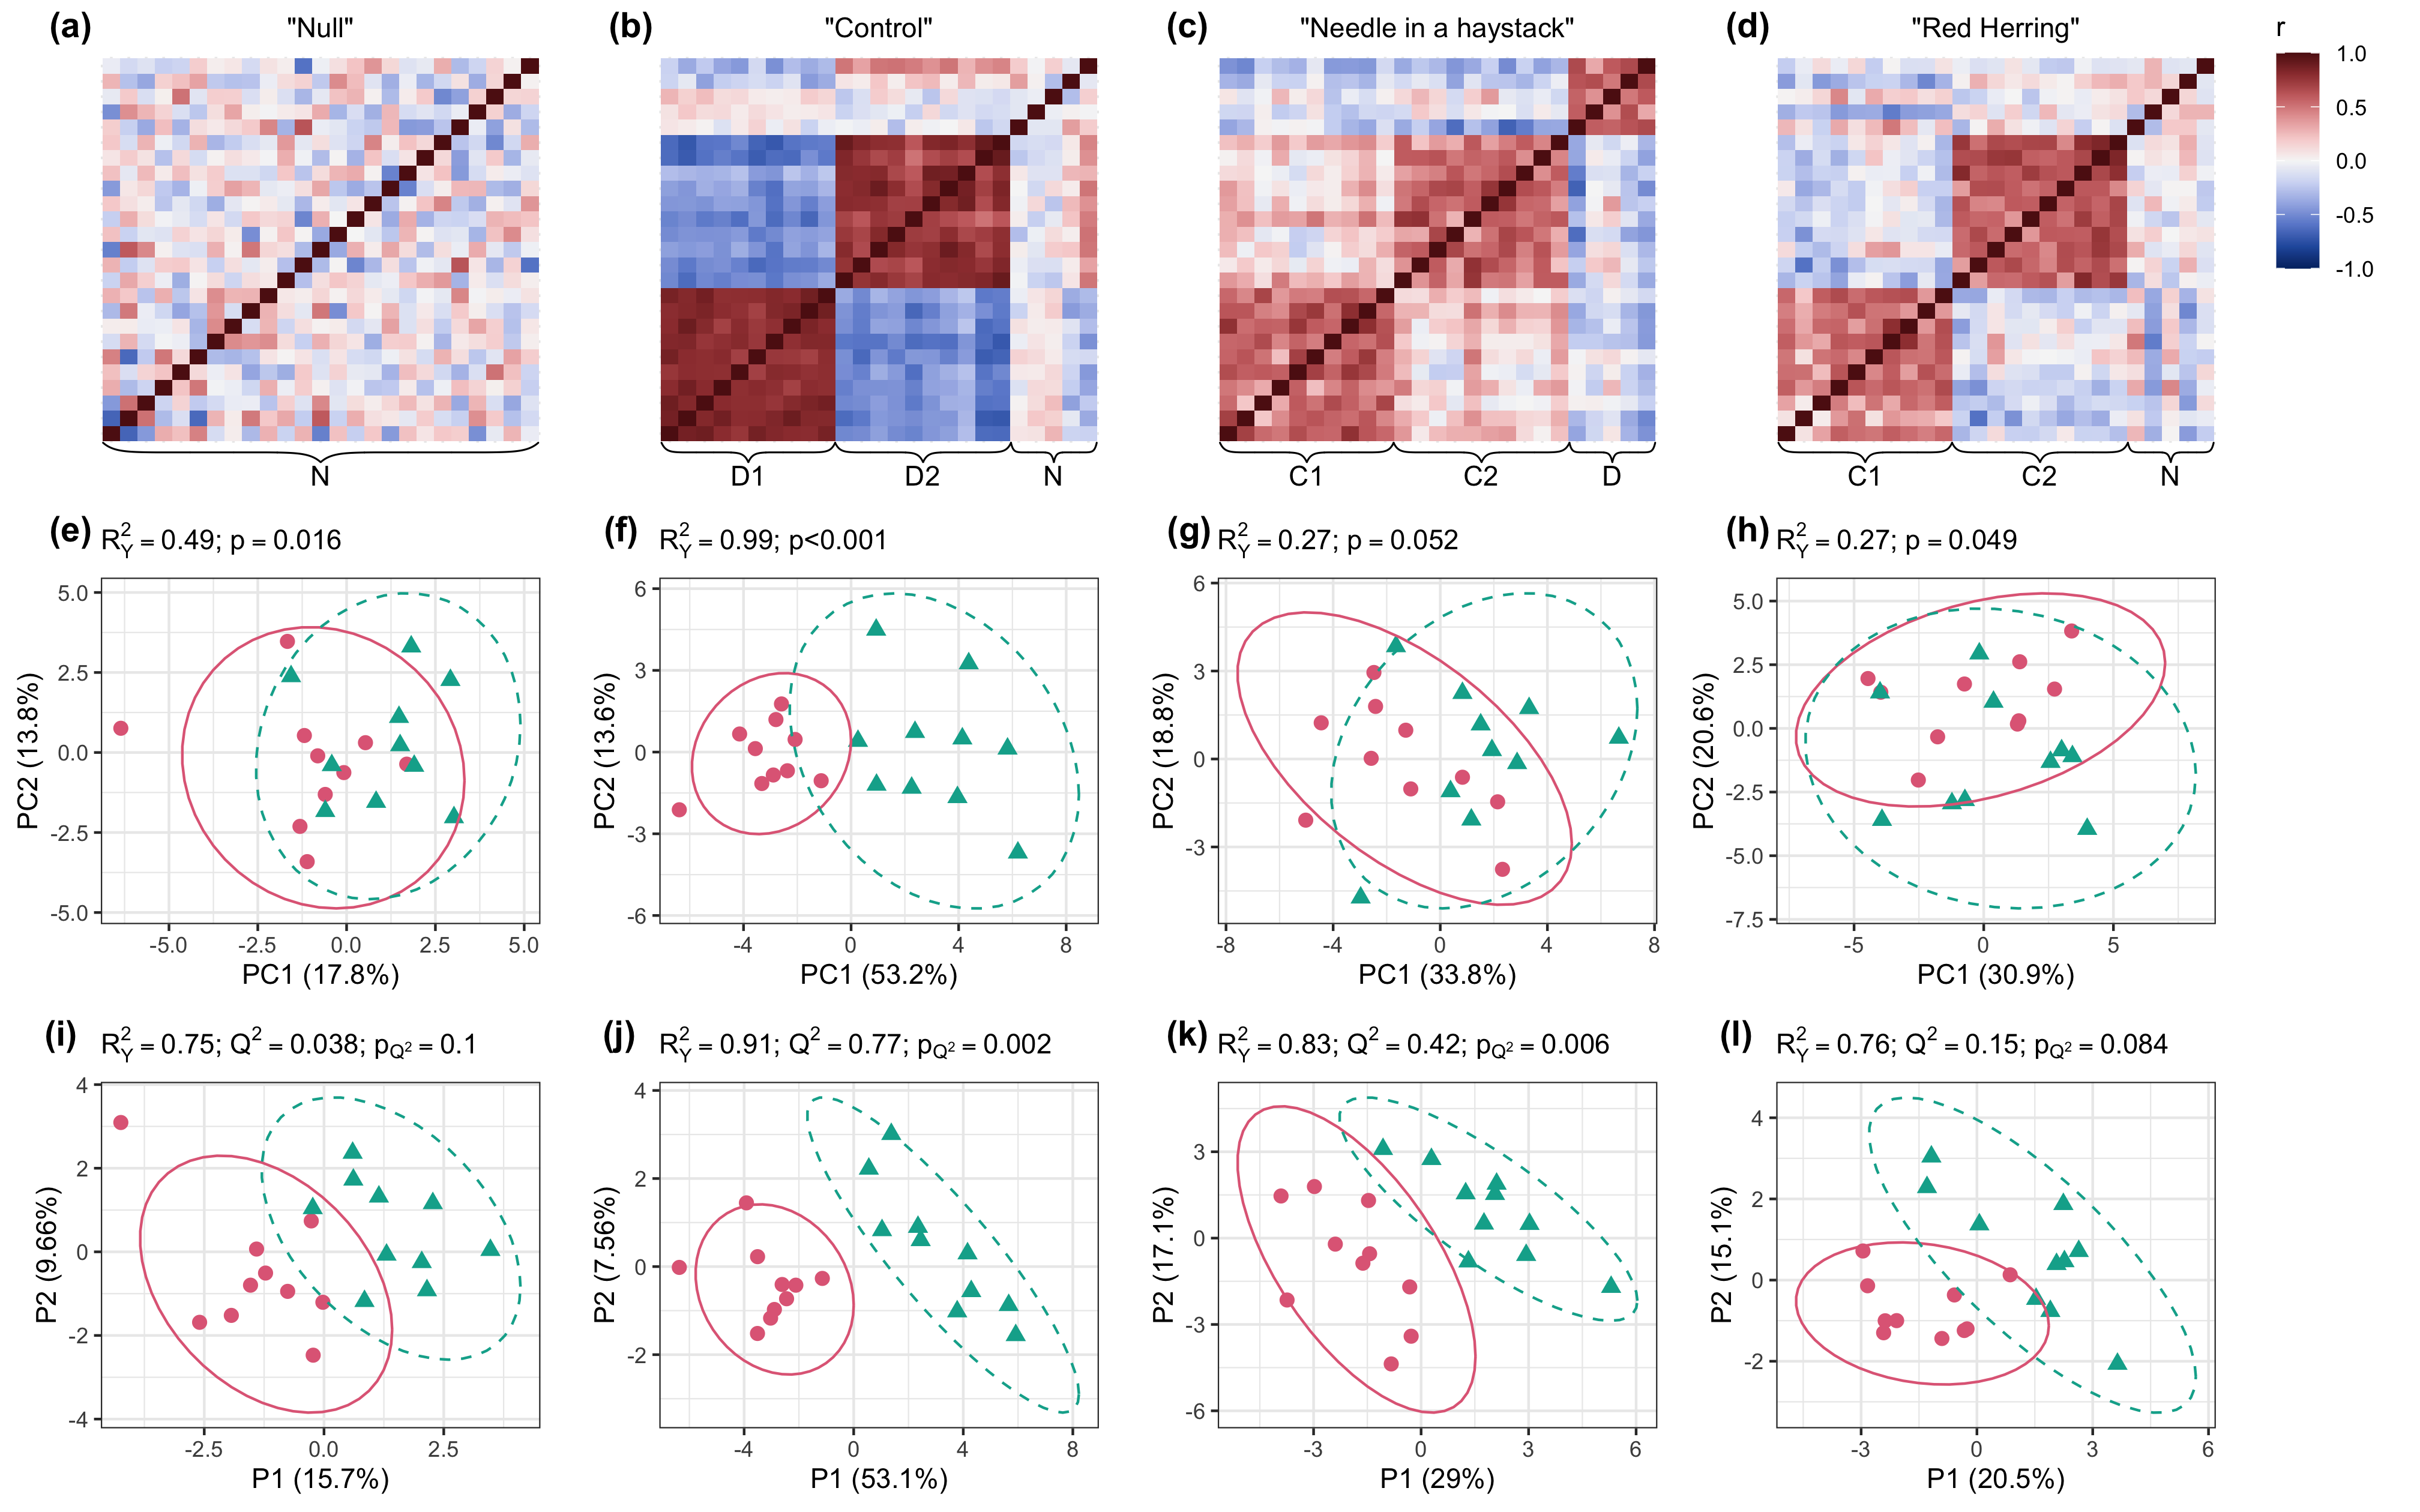 (a) "Null" (b) "Control" (c) "Needle in a haystack" (d) "Red Herring" r
1.0
0.5
0.0
-0.5
-1.0
N D1 D2 N C1 C2 D C1 C2 N
(e) R²Y = 0.49; p = 0.016
PC2 (13.8%)
5.0
2.5
0.0
-2.5
-5.0
-5.0 -2.5 0.0 2.5 5.0
PC1 (17.8%)
(f) R²Y = 0.99; p<0.001
PC2 (13.6%)
6
3
0
-3
-6
-4 0 4 8
PC1 (53.2%)
(g) R²Y = 0.27; p = 0.052
PC2 (18.8%)
6
3
0
-3
-8 -4 0 4 8
PC1 (33.8%)
(h) R²Y = 0.27; p = 0.049
PC2 (20.6%)
5.0
2.5
0.0
-2.5
-5.0
-7.5
-5 0 5
PC1 (30.9%)
(i) R²Y = 0.75; Q² = 0.038; pQ² = 0.1
P2 (9.66%)
4
2
0
-2
-4
-2.5 0.0 2.5
P1 (15.7%)
(j) R²Y = 0.91; Q² = 0.77; pQ² = 0.002
P2 (7.56%)
4
2
0
-2
-4 0 4 8
P1 (53.1%)
(k) R²Y = 0.83; Q² = 0.42; pQ² = 0.006
P2 (17.1%)
3
0
-3
-6
-3 0 3 6
P1 (29%)
(l) R²Y = 0.76; Q² = 0.15; pQ² = 0.084
P2 (15.1%)
4
2
0
-2
-3 0 3 6
P1 (20.5%)